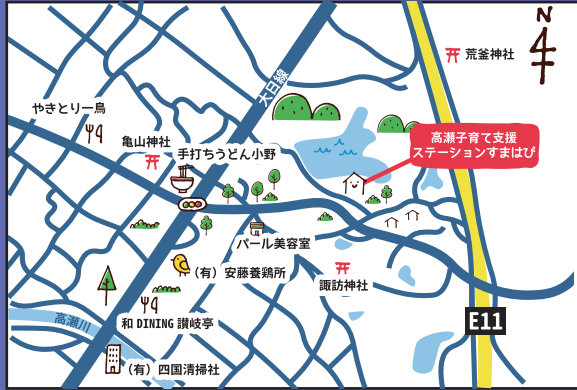 N
4
荒釜神社
大日線
やきとり一鳥
亀山神社
手打ちうどん小野
高瀬子育て支援
ステーションすまはぴ
パール美容室
(有)安藤養鶏所
諏訪神社
和 DINING 讃岐亭
高瀬川
E11
(有)四国清掃社